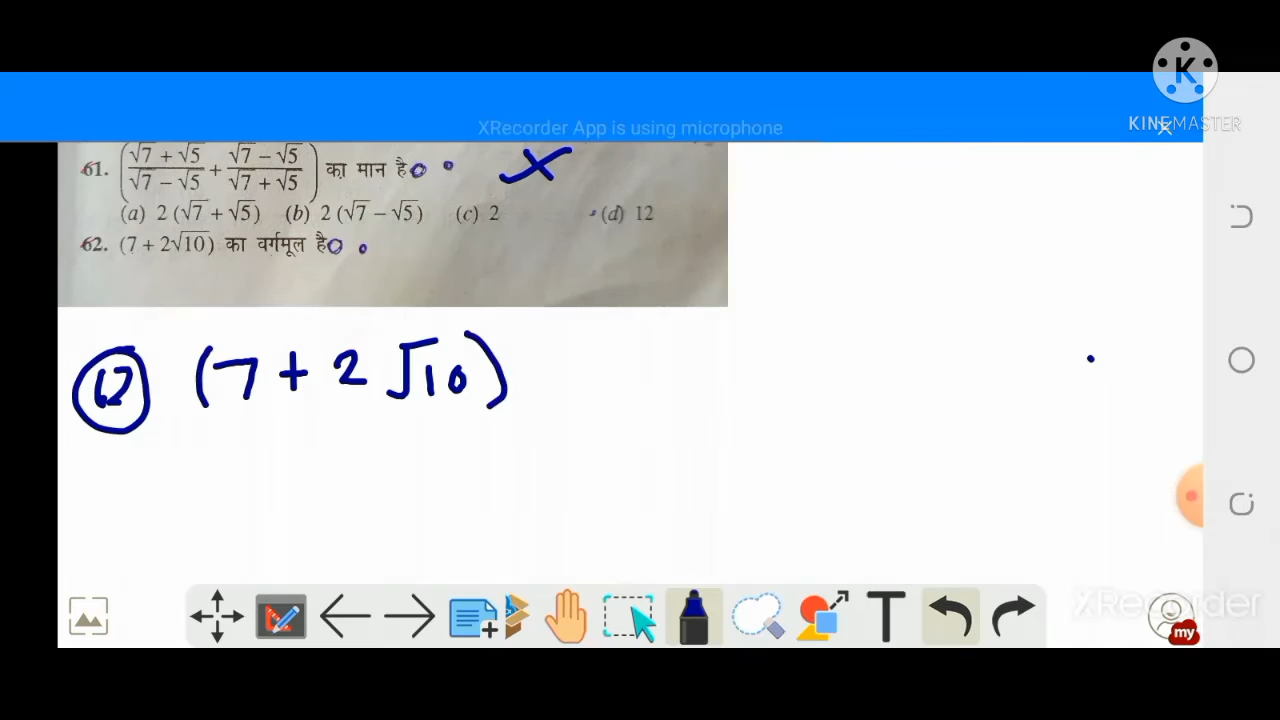 K
KINEMASTER
XRecorder App is using microphone
61. (√7 + √5 / √7 − √5 + √7 − √5 / √7 + √5) का मान है
(a) 2 (√7 + √5) (b) 2 (√7 − √5) (c) 2 (d) 12
62. (7 + 2√10) का वर्गमूल है
62 (7 + 2 √10)
T
XRecorder
my